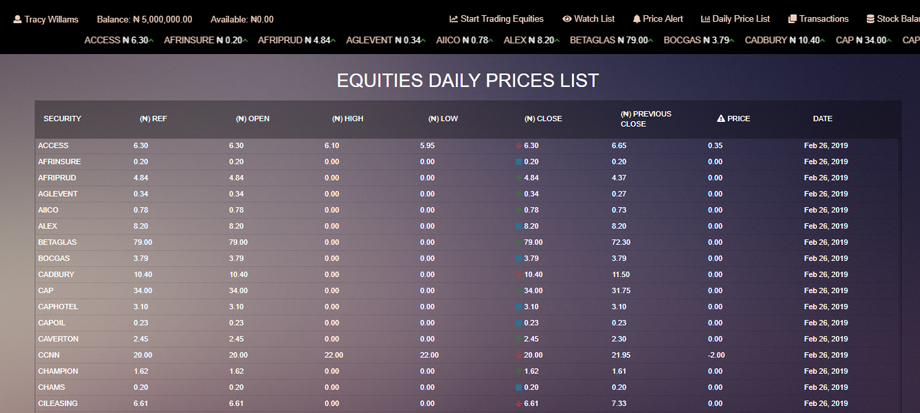 Tracy Willams Balance: ₦ 5,000,000.00 Available: ₦0.00 Start Trading Equities Watch List Price Alert Daily Price List Transactions Stock Balan
ACCESS ₦ 6.30 AFRINSURE ₦ 0.20 AFRIPRUD ₦ 4.84 AGLEVENT ₦ 0.34 AIICO ₦ 0.78 ALEX ₦ 8.20 BETAGLAS ₦ 79.00 BOCGAS ₦ 3.79 CADBURY ₦ 10.40 CAP ₦ 34.00 CAP
EQUITIES DAILY PRICES LIST
SECURITY (₦) REF (₦) OPEN (₦) HIGH (₦) LOW (₦) CLOSE (₦) PREVIOUS CLOSE PRICE DATE
ACCESS 6.30 6.30 6.10 5.95 6.30 6.65 0.35 Feb 26, 2019
AFRINSURE 0.20 0.20 0.00 0.00 0.20 0.20 0.00 Feb 26, 2019
AFRIPRUD 4.84 4.84 0.00 0.00 4.84 4.37 0.00 Feb 26, 2019
AGLEVENT 0.34 0.34 0.00 0.00 0.34 0.27 0.00 Feb 26, 2019
AIICO 0.78 0.78 0.00 0.00 0.78 0.73 0.00 Feb 26, 2019
ALEX 8.20 8.20 0.00 0.00 8.20 8.20 0.00 Feb 26, 2019
BETAGLAS 79.00 79.00 0.00 0.00 79.00 72.30 0.00 Feb 26, 2019
BOCGAS 3.79 3.79 0.00 0.00 3.79 3.79 0.00 Feb 26, 2019
CADBURY 10.40 10.40 0.00 0.00 10.40 11.50 0.00 Feb 26, 2019
CAP 34.00 34.00 0.00 0.00 34.00 31.75 0.00 Feb 26, 2019
CAPHOTEL 3.10 3.10 0.00 0.00 3.10 3.10 0.00 Feb 26, 2019
CAPOIL 0.23 0.23 0.00 0.00 0.23 0.23 0.00 Feb 26, 2019
CAVERTON 2.45 2.45 0.00 0.00 2.45 2.30 0.00 Feb 26, 2019
CCNN 20.00 20.00 22.00 22.00 20.00 21.95 -2.00 Feb 26, 2019
CHAMPION 1.62 1.62 0.00 0.00 1.62 1.61 0.00 Feb 26, 2019
CHAMS 0.20 0.20 0.00 0.00 0.20 0.20 0.00 Feb 26, 2019
CILEASING 6.61 6.61 0.00 0.00 6.61 7.33 0.00 Feb 26, 2019